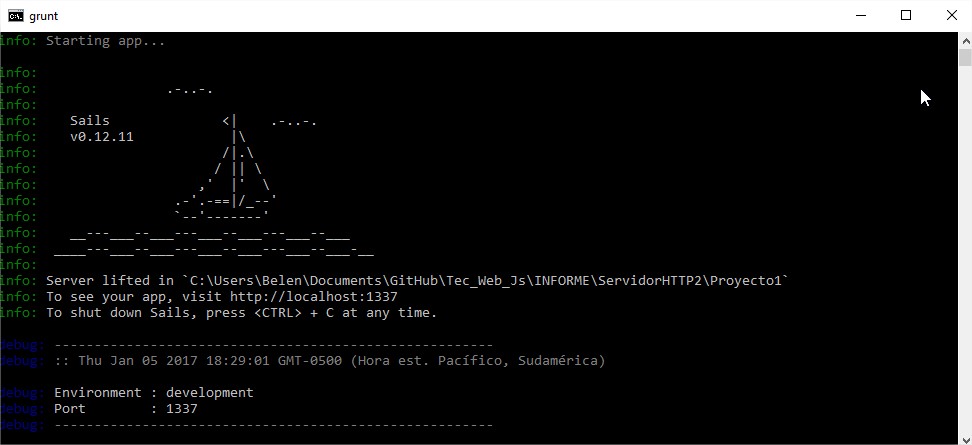 grunt
info: Starting app...
info:
info:                .-..-.
info:
info:    Sails              <|    .-..-.
info:    v0.12.11            |\
info:                       /|.\
info:                      / || \
info:                    ,'  |'  \
info:                 .-'.-==|/_--'
info:                 `--'-------'
info:    __---___--___---___--___---___--___
info:  ____---___--___---___--___---___--___-__
info:
info: Server lifted in `C:\Users\Belen\Documents\GitHub\Tec_Web_Js\INFORME\ServidorHTTP2\Proyecto1`
info: To see your app, visit http://localhost:1337
info: To shut down Sails, press <CTRL> + C at any time.
debug: -------------------------------------------------------
debug: :: Thu Jan 05 2017 18:29:01 GMT-0500 (Hora est. Pacífico, Sudamérica)
debug: Environment : development
debug: Port        : 1337
debug: -------------------------------------------------------